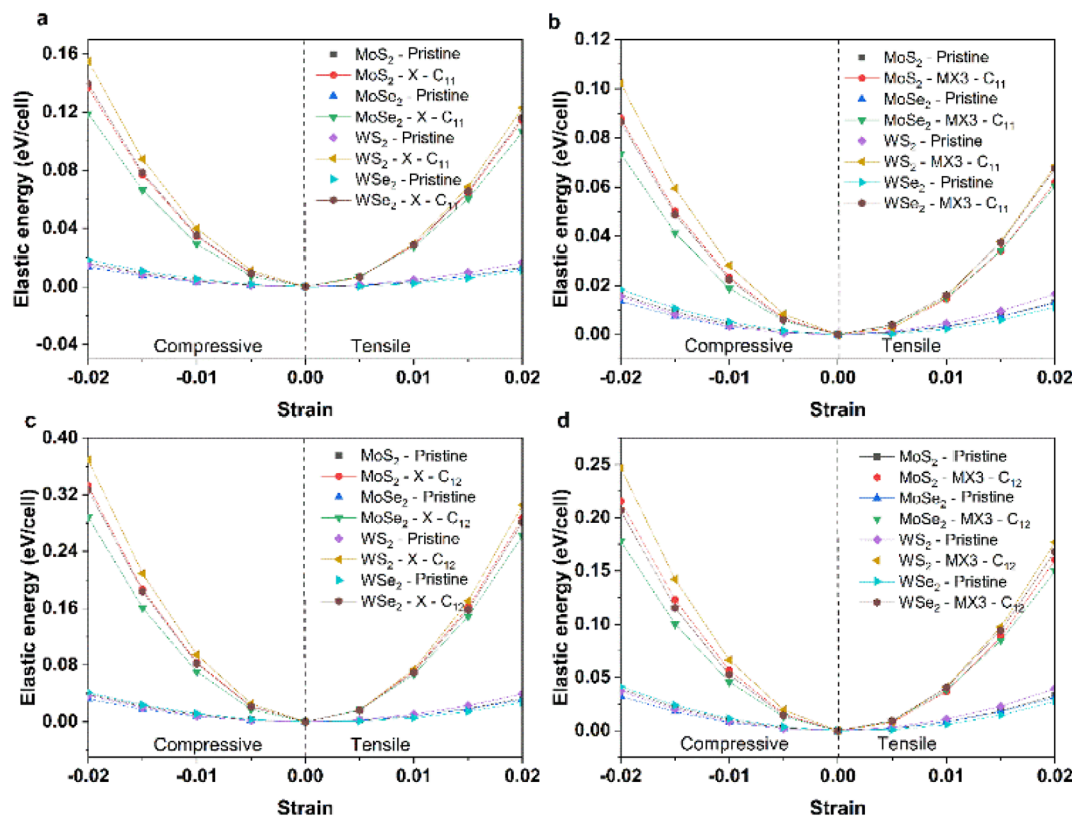 a
Elastic energy (eV/cell)
0.16
0.12
0.08
0.04
0.00
-0.04
MoS₂ - Pristine
MoS₂ - X - C₁₁
MoSe₂ - Pristine
MoSe₂ - X - C₁₁
WS₂ - Pristine
WS₂ - X - C₁₁
WSe₂ - Pristine
WSe₂ - X - C₁₁
Compressive Tensile
-0.02 -0.01 0.00 0.01 0.02
Strain
b
Elastic energy (eV/cell)
0.12
0.10
0.08
0.06
0.04
0.02
0.00
MoS₂ - Pristine
MoS₂ - MX3 - C₁₁
MoSe₂ - Pristine
MoSe₂ - MX3 - C₁₁
WS₂ - Pristine
WS₂ - MX3 - C₁₁
WSe₂ - Pristine
WSe₂ - MX3 - C₁₁
Compressive Tensile
-0.02 -0.01 0.00 0.01 0.02
Strain
c
Elastic energy (eV/cell)
0.40
0.32
0.24
0.16
0.08
0.00
MoS₂ - Pristine
MoS₂ - X - C₁₂
MoSe₂ - Pristine
MoSe₂ - X - C₁₂
WS₂ - Pristine
WS₂ - X - C₁₂
WSe₂ - Pristine
WSe₂ - X - C₁₂
Compressive Tensile
-0.02 -0.01 0.00 0.01 0.02
Strain
d
Elastic energy (eV/cell)
0.25
0.20
0.15
0.10
0.05
0.00
MoS₂ - Pristine
MoS₂ - MX3 - C₁₂
MoSe₂ - Pristine
MoSe₂ - MX3 - C₁₂
WS₂ - Pristine
WS₂ - MX3 - C₁₂
WSe₂ - Pristine
WSe₂ - MX3 - C₁₂
Compressive Tensile
-0.02 -0.01 0.00 0.01 0.02
Strain